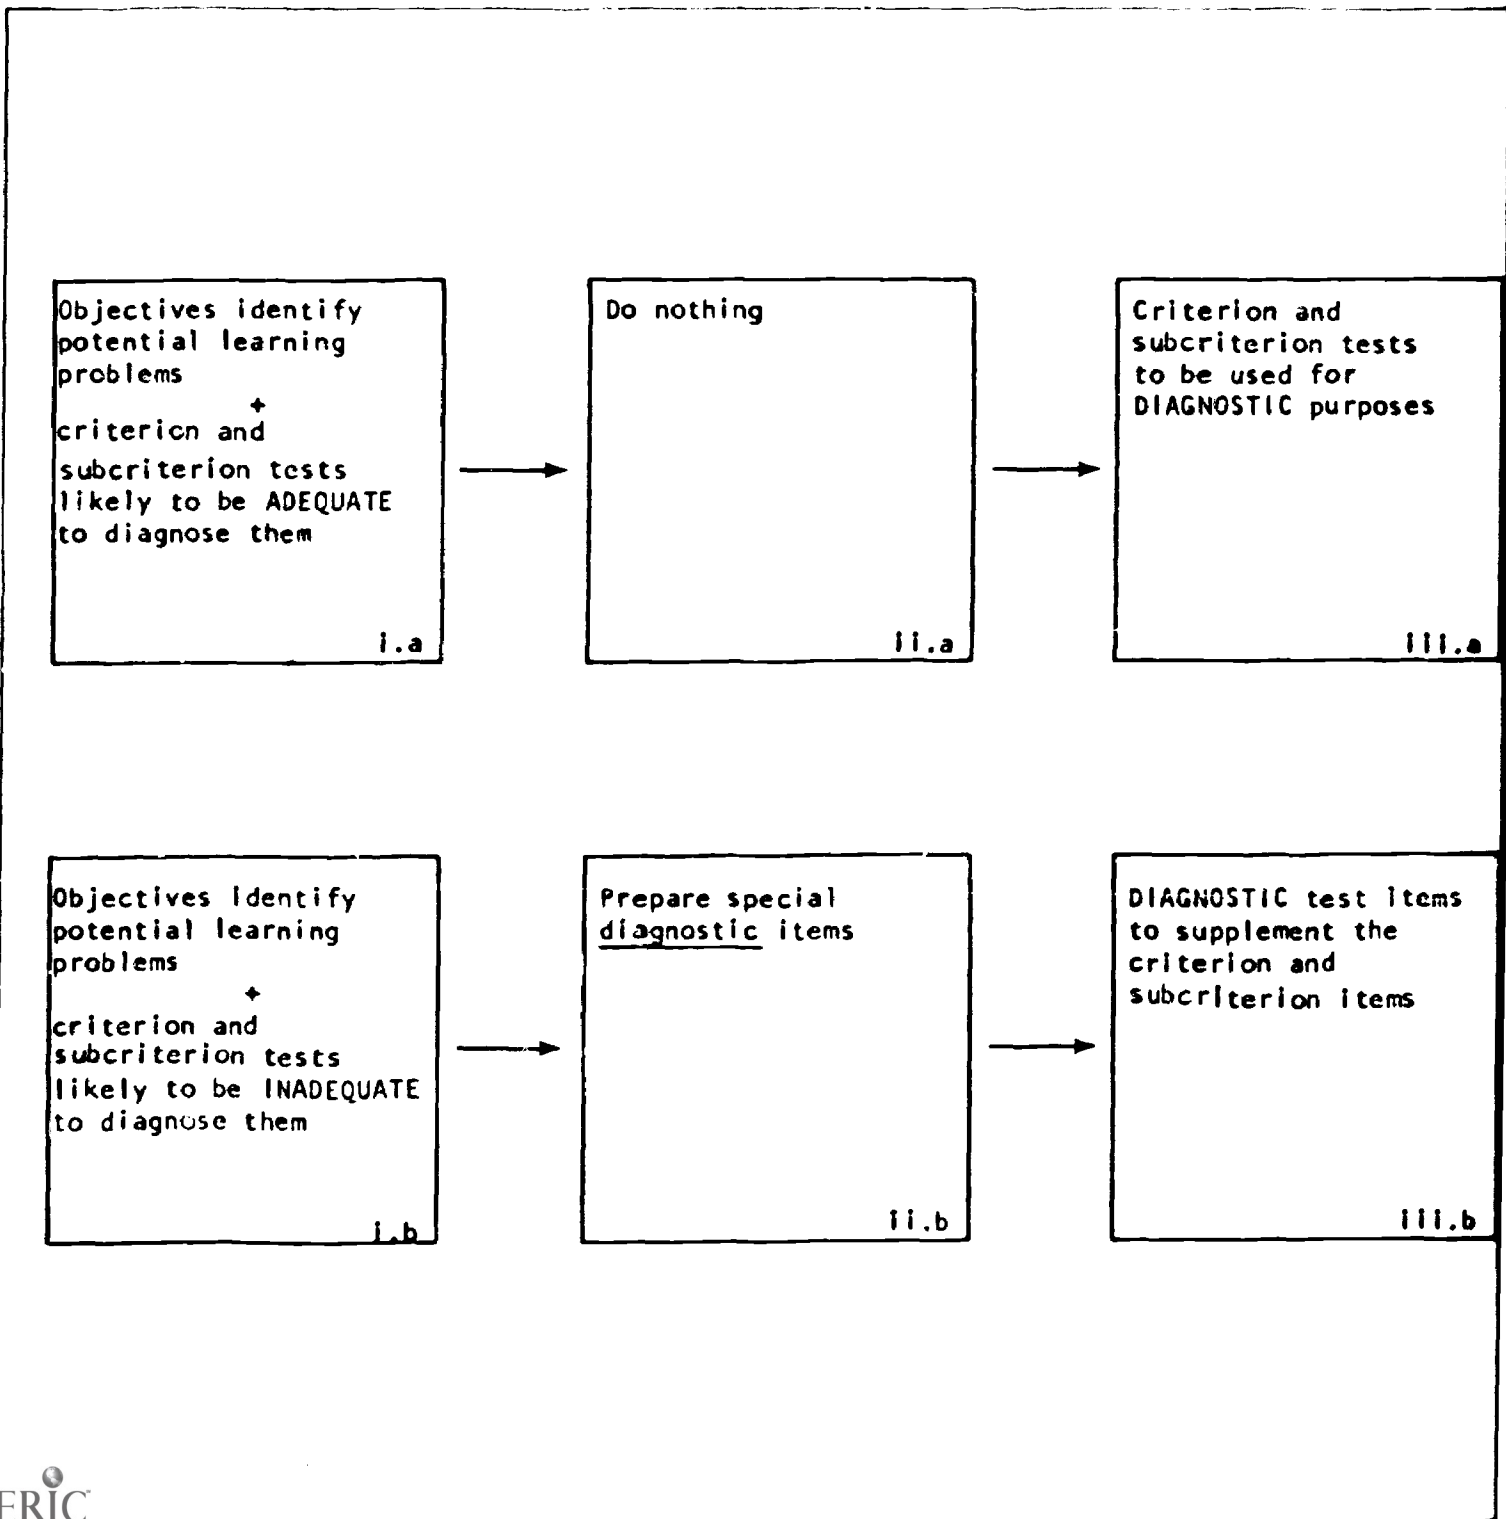 Objectives identify
potential learning
problems
+
criterion and
subcriterion tests
likely to be ADEQUATE
to diagnose them
i.a
Do nothing
ii.a
Criterion and
subcriterion tests
to be used for
DIAGNOSTIC purposes
iii.a
Objectives identify
potential learning
problems
+
criterion and
subcriterion tests
likely to be INADEQUATE
to diagnose them
i.b
Prepare special
diagnostic items
ii.b
DIAGNOSTIC test items
to supplement the
criterion and
subcriterion items
iii.b
ERIC